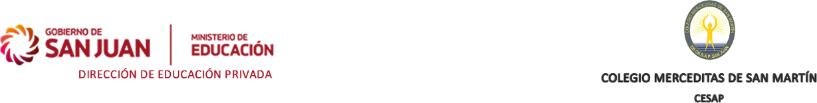 GOBIERNO DE
SAN JUAN
MINISTERIO DE
EDUCACIÓN
DIRECCIÓN DE EDUCACIÓN PRIVADA
COLEGIO MERCEDITAS DE SAN MARTÍN
CESAP